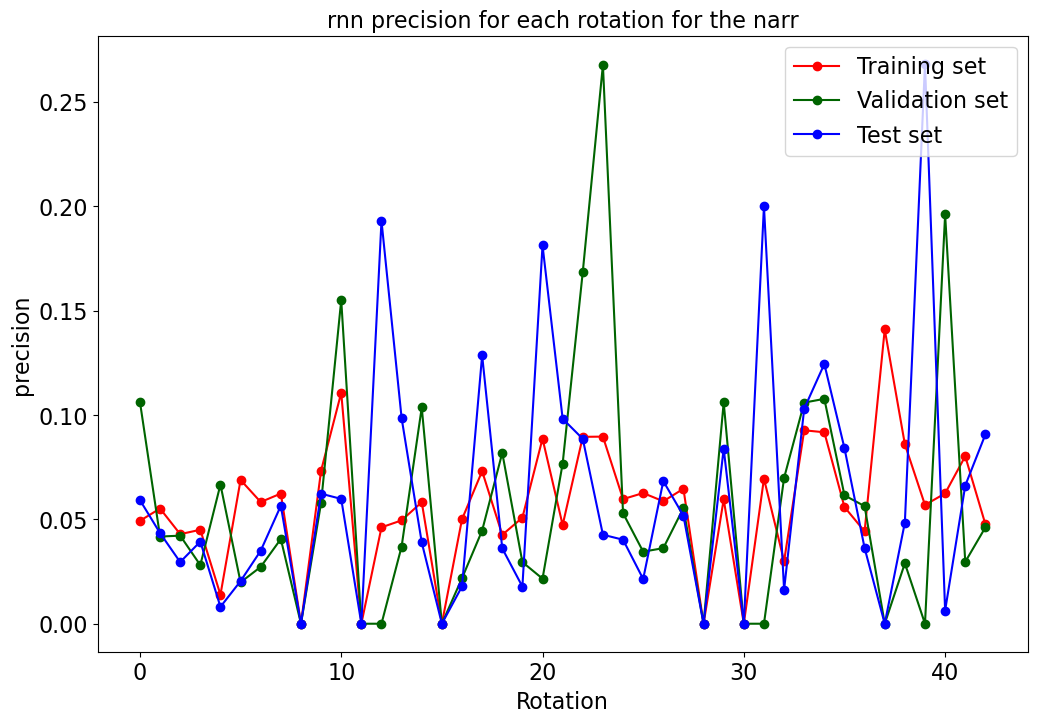 rnn precision for each rotation for the narr
Training set
Validation set
Test set
precision
0.25
0.20
0.15
0.10
0.05
0.00
0 10 20 30 40
Rotation